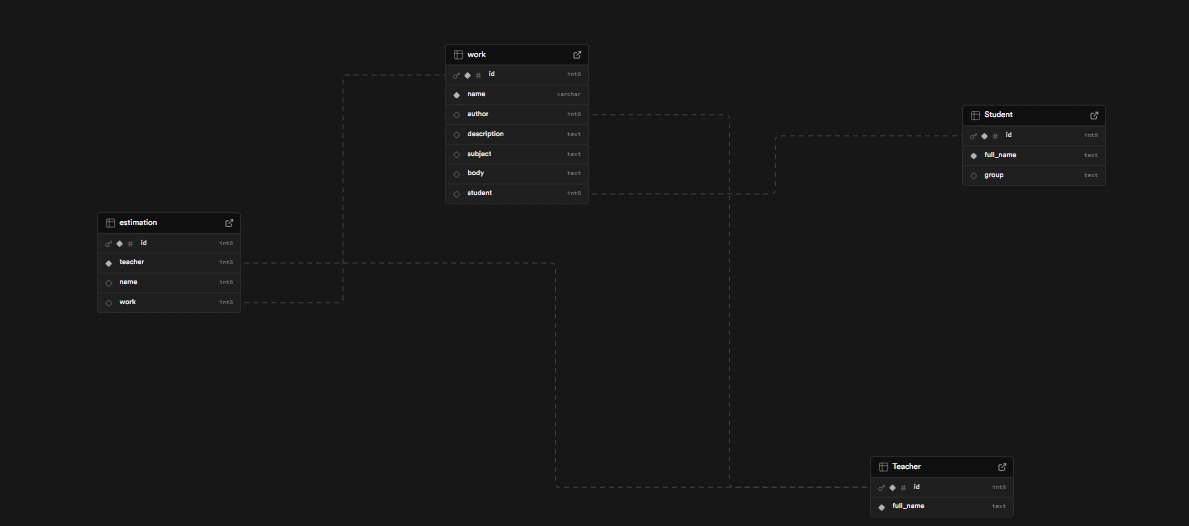 work
id int8
name varchar
author int8
description text
subject text
body text
student int8
Student
id int8
full_name text
group text
estimation
id int8
teacher int8
name int8
work int8
Teacher
id int8
full_name text